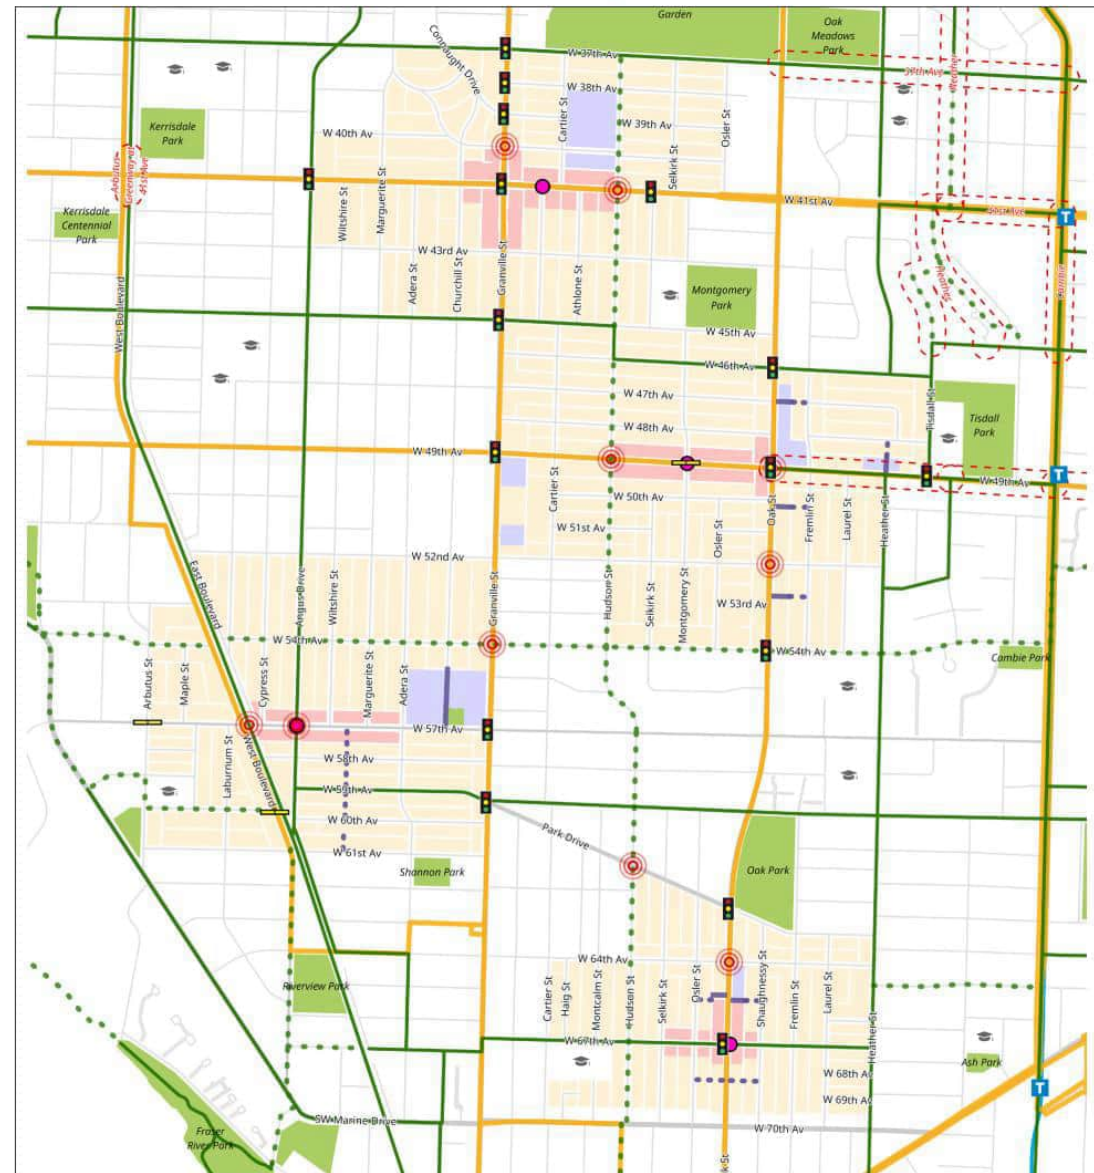 Garden
Oak
Meadows
Park
W 37th Av
37th Ave
Heather
Connaught Drive
W 38th Av
Cartier St
W 39th Av
Osler St
W 40th Av
Selkirk St
Kerrisdale
Park
Arbutus
Greenway at
41st Ave
Kerrisdale
Centennial
Park
Wiltshire St
Marguerite St
W 41st Av
41st Ave
T
W 43rd Av
Adera St
Churchill St
Granville St
Athlone St
Montgomery
Park
Heather
Cambie
West Boulevard
W 45th Av
W 46th Av
W 47th Av
Tisdall St
Tisdall
Park
W 48th Av
W 49th Av
W 49th Av
T
Cartier St
W 50th Av
W 51st Av
Osler St
Oak St
Fremlin St
Laurel St
Heather St
W 52nd Av
East Boulevard
Angus Drive
Wiltshire St
Granville St
Hudson St
Selkirk St
Montgomery St
W 53rd Av
W 54th Av
W 54th Av
Cambie Park
Arbutus St
Maple St
Cypress St
Marguerite St
Adera St
W 57th Av
Laburnum St
West Boulevard
W 58th Av
W 59th Av
W 60th Av
W 61st Av
Park Drive
Shannon Park
Oak Park
W 64th Av
Riverview Park
Cartier St
Haig St
Montcalm St
Hudson St
Selkirk St
Osler St
Shaughnessy St
Fremlin St
Laurel St
Heather St
W 67th Av
W 68th Av
W 69th Av
Ash Park
T
SW Marine Drive
W 70th Av
Fraser
River Park
k St